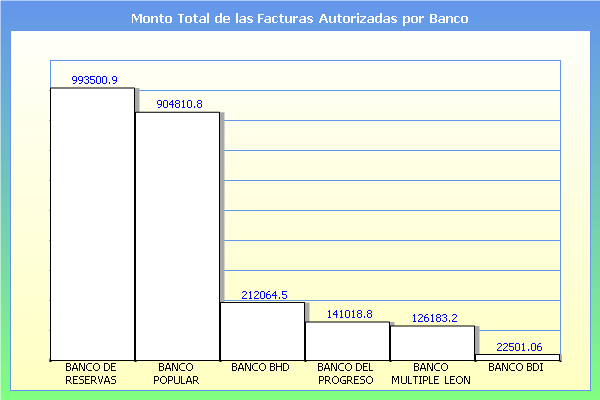 Monto Total de las Facturas Autorizadas por Banco
993500.9
904810.8
212064.5
141018.8
126183.2
22501.06
BANCO DE
RESERVAS
BANCO
POPULAR
BANCO BHD
BANCO DEL
PROGRESO
BANCO
MULTIPLE LEON
BANCO BDI